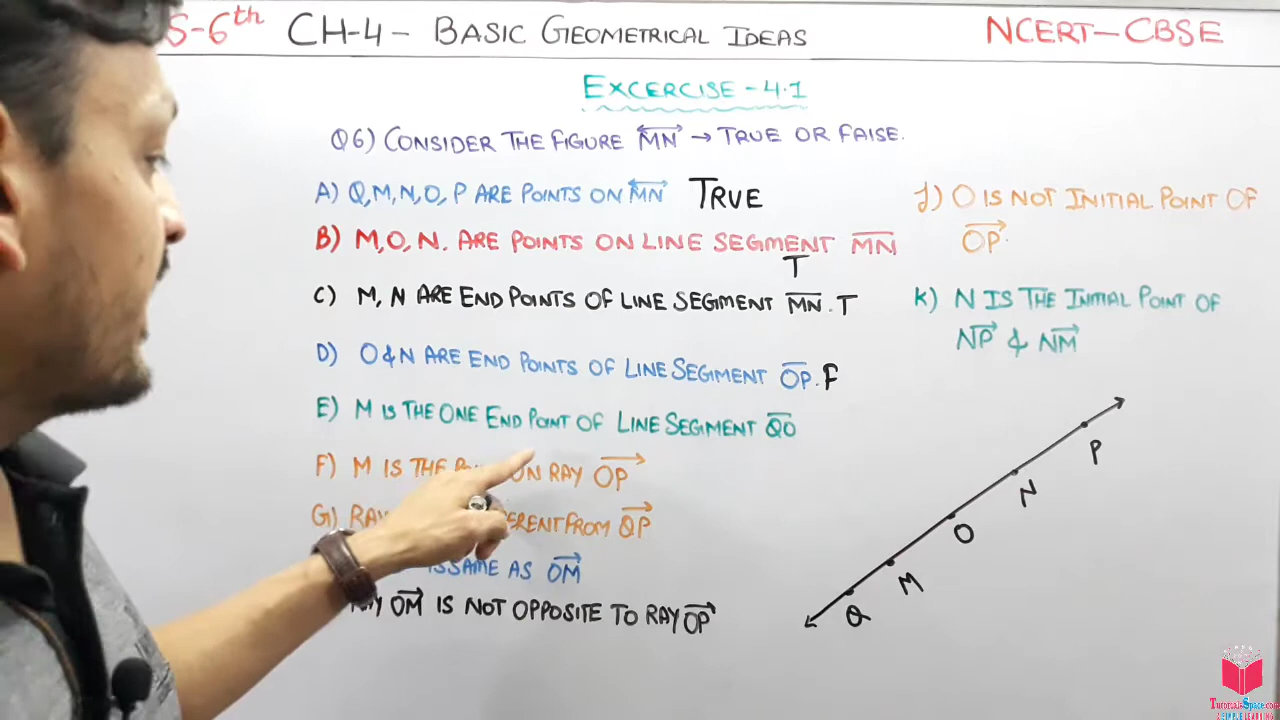 S-6th CH-4- BASIC GEOMETRICAL IDEAS NCERT-CBSE
EXCERCISE-4.1
Q6) CONSIDER THE FIGURE MN → TRUE OR FAISE.
A) Q,M,N,O,P ARE POINTS ON MN TRUE
B) M,O,N. ARE POINTS ON LINE SEGMENT MN
T
C) M, N ARE END POINTS OF LINE SEGMENT MN. T
D) O & N ARE END POINTS OF LINE SEGMENT OP. F
E) M IS THE ONE END POINT OF LINE SEGMENT QO
F) M IS THE ON RAY OP
G) RAY FROM QP
IS SAME AS OM
RAY OM IS NOT OPPOSITE TO RAY OP
J) O IS NOT INITIAL POINT OF
OP.
K) N IS THE INITIAL POINT OF
NP & NM
P
N
O
M
Q
TutorialsSpace.com